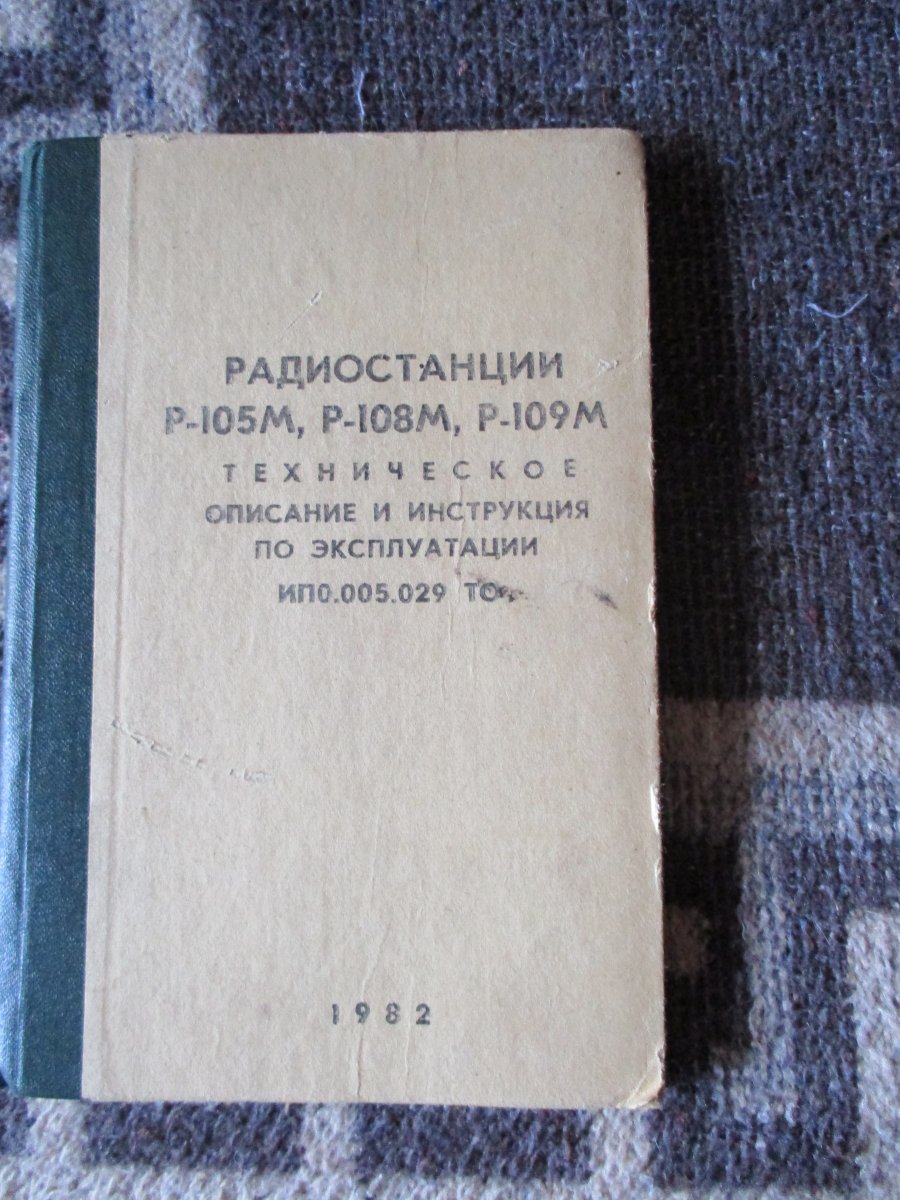 РАДИОСТАНЦИИ
Р-105М, Р-108М, Р-109М
ТЕХНИЧЕСКОЕ
ОПИСАНИЕ И ИНСТРУКЦИЯ
ПО ЭКСПЛУАТАЦИИ
ИП0.005.029 ТО
1982